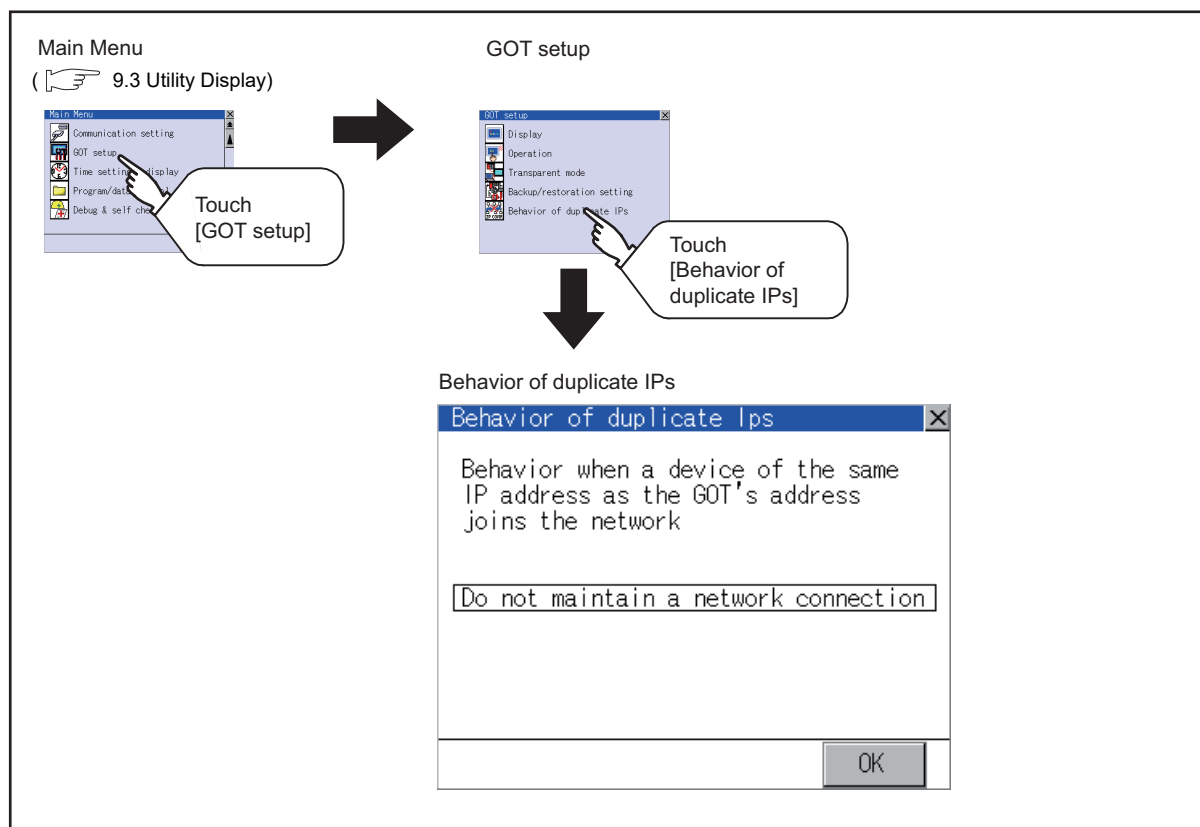 Main Menu
( 9.3 Utility Display)
Main Menu
Communication setting
GOT setup
Time setting display
Program/data
Debug & self
Touch
[GOT setup]
GOT setup
GOT setup
Display
Operation
Transparent mode
Backup/restoration setting
Behavior of duplicate IPs
Touch
[Behavior of
duplicate IPs]
Behavior of duplicate IPs
Behavior of duplicate Ips
Behavior when a device of the same
IP address as the GOT's address
joins the network
Do not maintain a network connection
OK